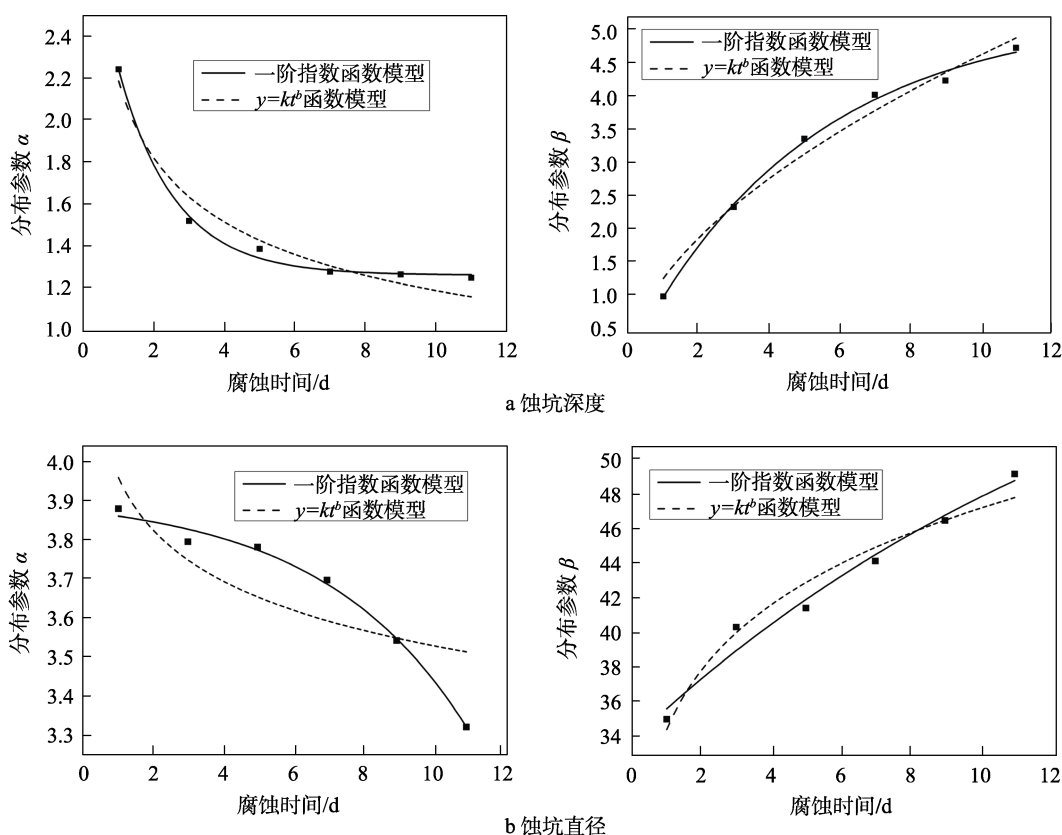 2.4
2.2
2.0
1.8
1.6
1.4
1.2
1.0
0 2 4 6 8 10 12
分布参数 α
腐蚀时间/d
一阶指数函数模型
y=ktᵇ函数模型
5.0
4.5
4.0
3.5
3.0
2.5
2.0
1.5
1.0
0.5
0 2 4 6 8 10 12
分布参数 β
腐蚀时间/d
一阶指数函数模型
y=ktᵇ函数模型
a 蚀坑深度
4.0
3.9
3.8
3.7
3.6
3.5
3.4
3.3
0 2 4 6 8 10 12
分布参数 α
腐蚀时间/d
一阶指数函数模型
y=ktᵇ函数模型
50
48
46
44
42
40
38
36
34
0 2 4 6 8 10 12
分布参数 β
腐蚀时间/d
一阶指数函数模型
y=ktᵇ函数模型
b 蚀坑直径